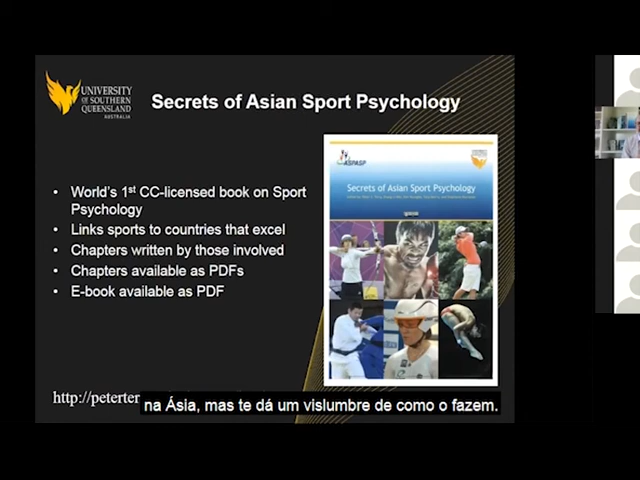 UNIVERSITY
OF SOUTHERN
QUEENSLAND
AUSTRALIA
Secrets of Asian Sport Psychology
• World's 1st CC-licensed book on Sport
Psychology
• Links sports to countries that excel
• Chapters written by those involved
• Chapters available as PDFs
• E-book available as PDF
ASPASP
Secrets of Asian Sport Psychology
http://peterter
na Ásia, mas te dá um vislumbre de como o fazem.